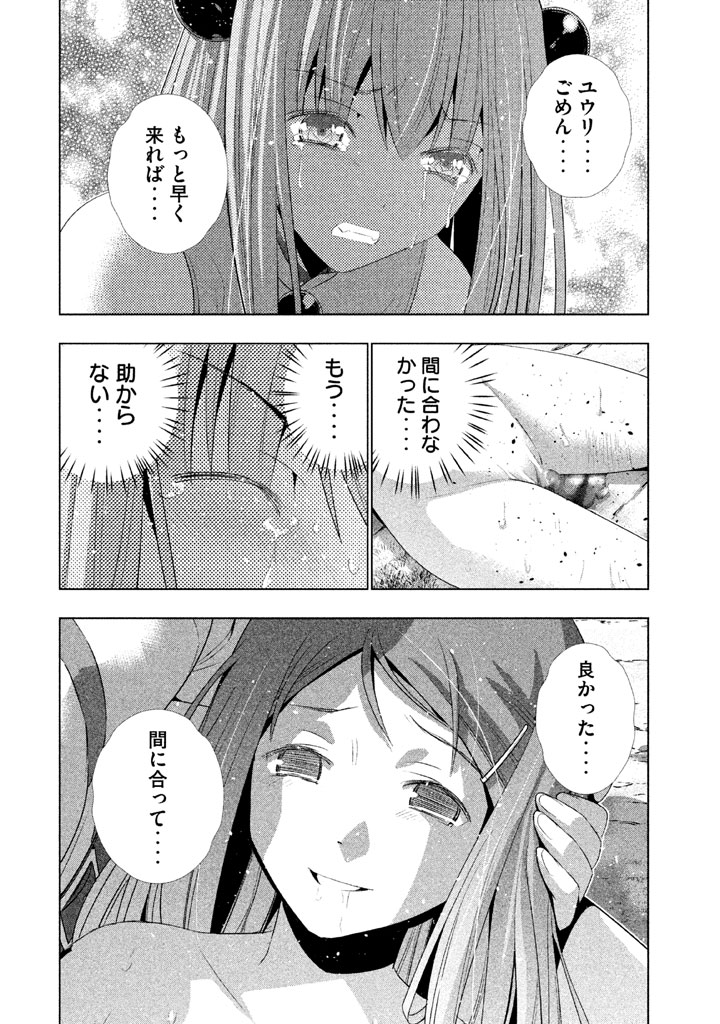 ユウリ‥‥
ごめん‥‥
もっと早く
来れば‥‥
間に合わな
かった‥‥
もう‥‥
助から
ない‥‥
良かった‥‥
間に合って‥‥